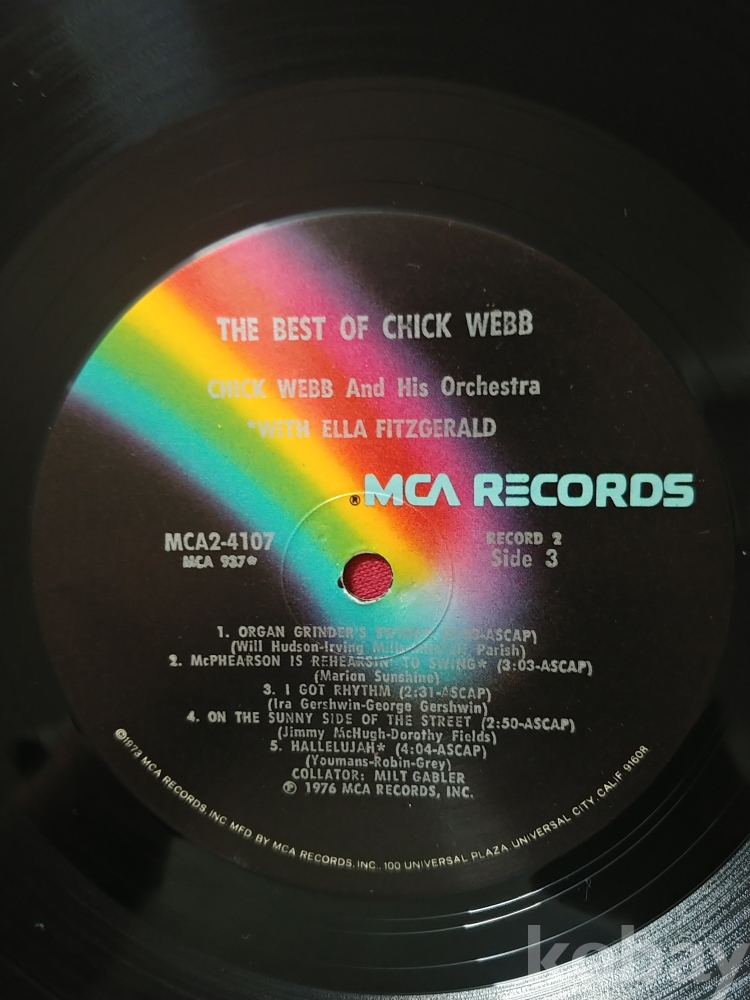 THE BEST OF CHICK WEBB
CHICK WEBB And His Orchestra
*WITH ELLA FITZGERALD
® MCA RECORDS
MCA2-4107
MCA 937*
RECORD 2
Side 3
1. ORGAN GRINDER'S
-ASCAP)
(Will Hudson-Irving
Parish)
2. McPHEARSON IS REHEARSIN' TO SWING* (3:03-ASCAP)
(Marion Sunshine)
3. I GOT RHYTHM (2:31-ASCAP)
(Ira Gershwin-George Gershwin)
4. ON THE SUNNY SIDE OF THE STREET (2:50-ASCAP)
(Jimmy McHugh-Dorothy Fields)
5. HALLELUJAH* (4:04-ASCAP)
(Youmans-Robin-Grey)
COLLATOR: MILT GABLER
℗ 1976 MCA RECORDS, INC.
©1973 MCA RECORDS, INC MFD BY MCA RECORDS, INC., 100 UNIVERSAL PLAZA UNIVERSAL CITY, CALIF 91608
kobay